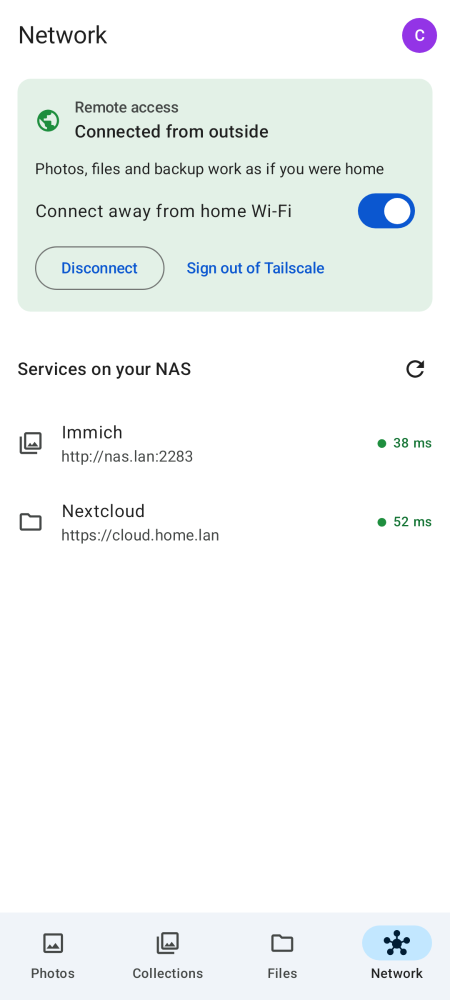 Network
C
Remote access
Connected from outside
Photos, files and backup work as if you were home
Connect away from home Wi-Fi
Disconnect
Sign out of Tailscale
Services on your NAS
Immich
http://nas.lan:2283
38 ms
Nextcloud
https://cloud.home.lan
52 ms
Photos
Collections
Files
Network